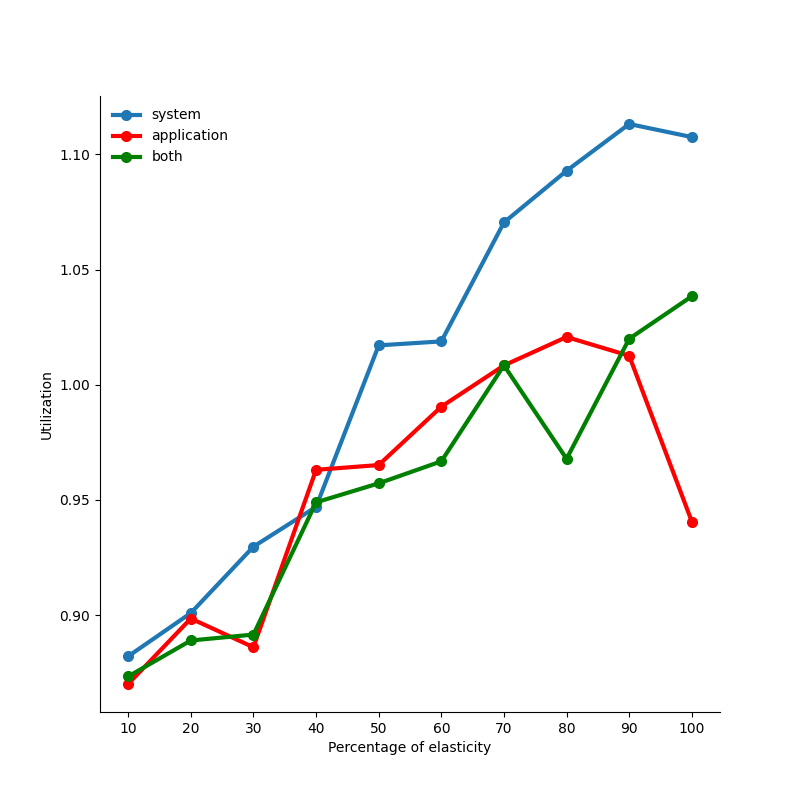 system
application
both
1.10
1.05
1.00
0.95
0.90
Utilization
10 20 30 40 50 60 70 80 90 100
Percentage of elasticity